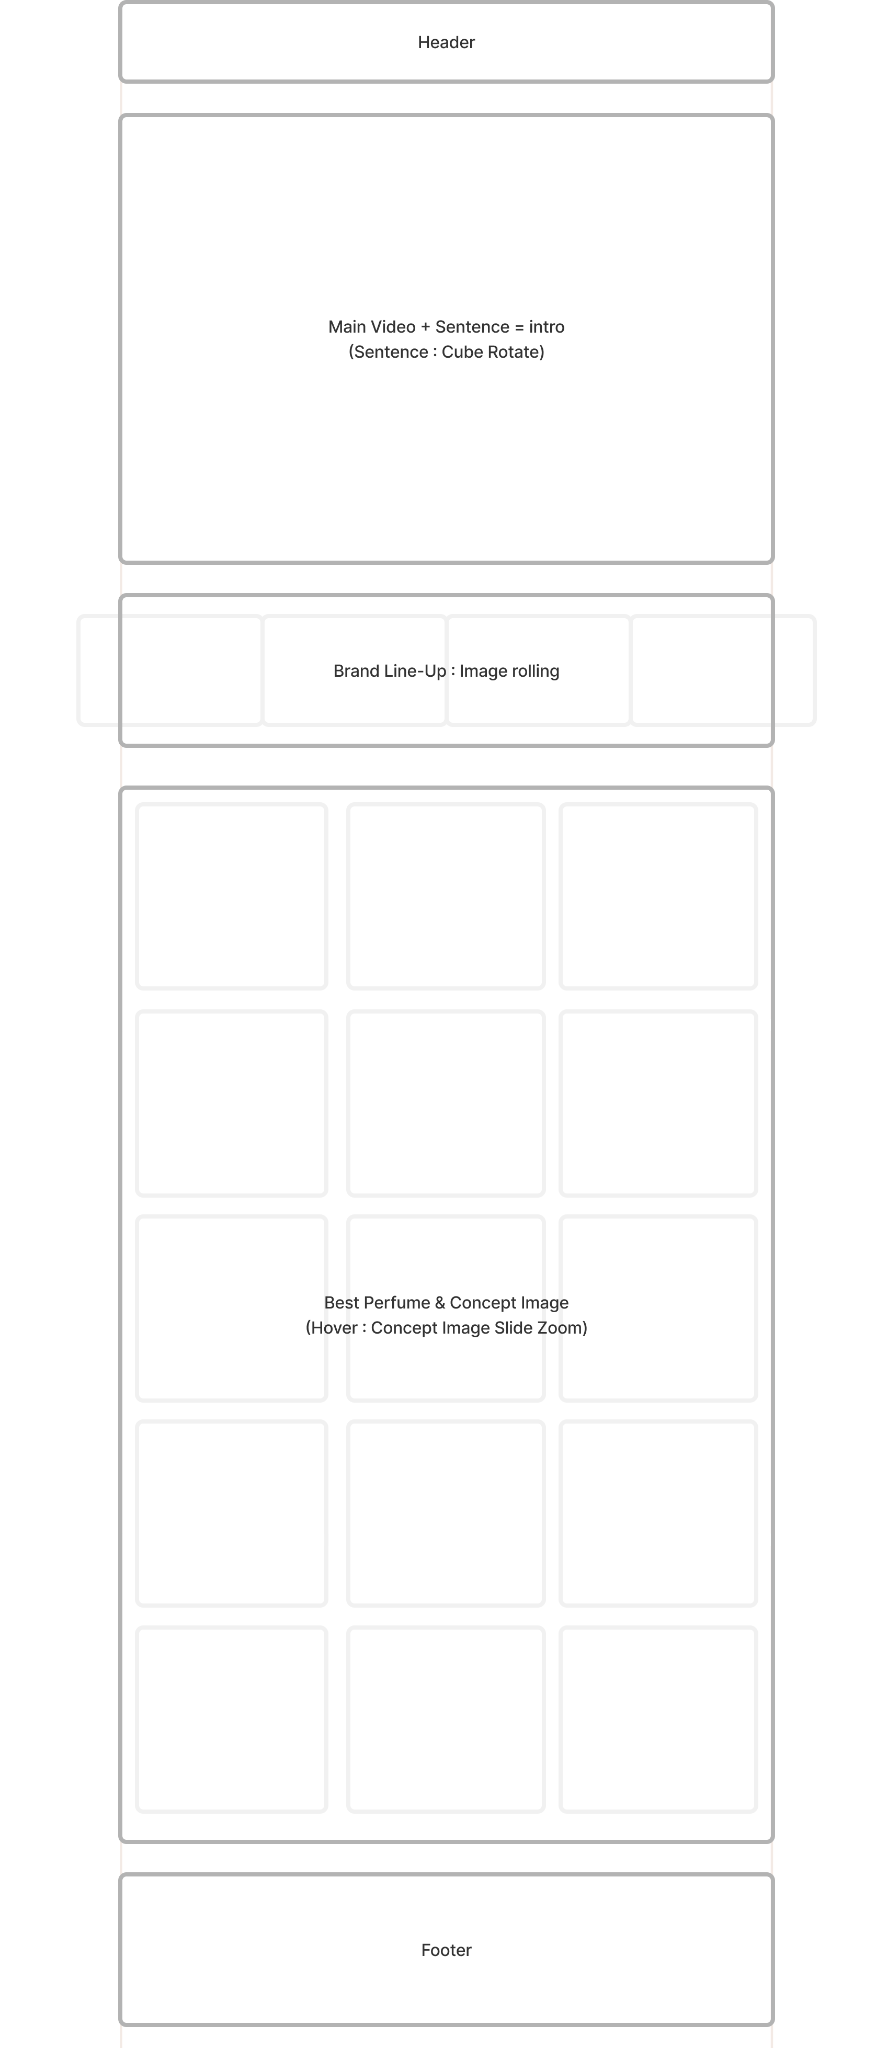 Header
Main Video + Sentence = intro
(Sentence : Cube Rotate)
Brand Line-Up : Image rolling
Best Perfume & Concept Image
(Hover : Concept Image Slide Zoom)
Footer